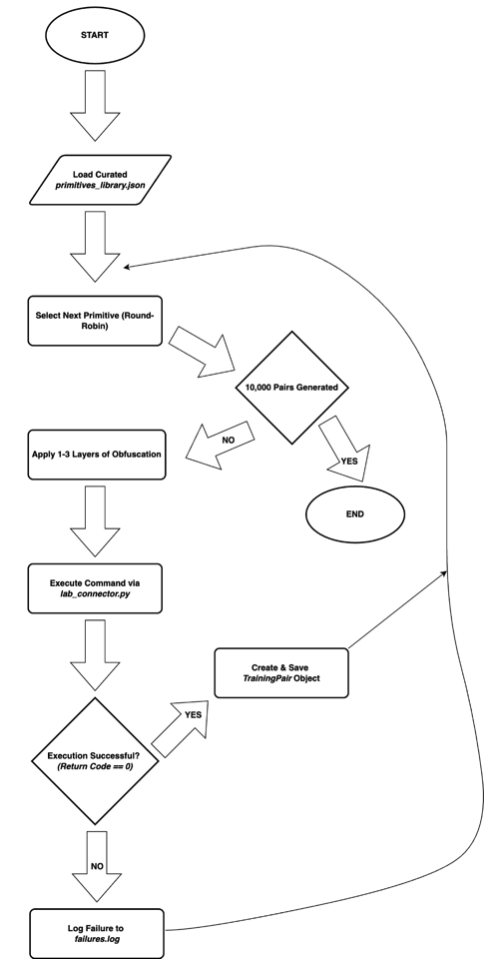 START
Load Curated
primitives_library.json
Select Next Primitive (Round-
Robin)
10,000 Pairs Generated
NO
YES
Apply 1-3 Layers of Obfuscation
END
Execute Command via
lab_connector.py
Create & Save
TrainingPair Object
YES
Execution Successful?
(Return Code == 0)
NO
Log Failure to
failures.log